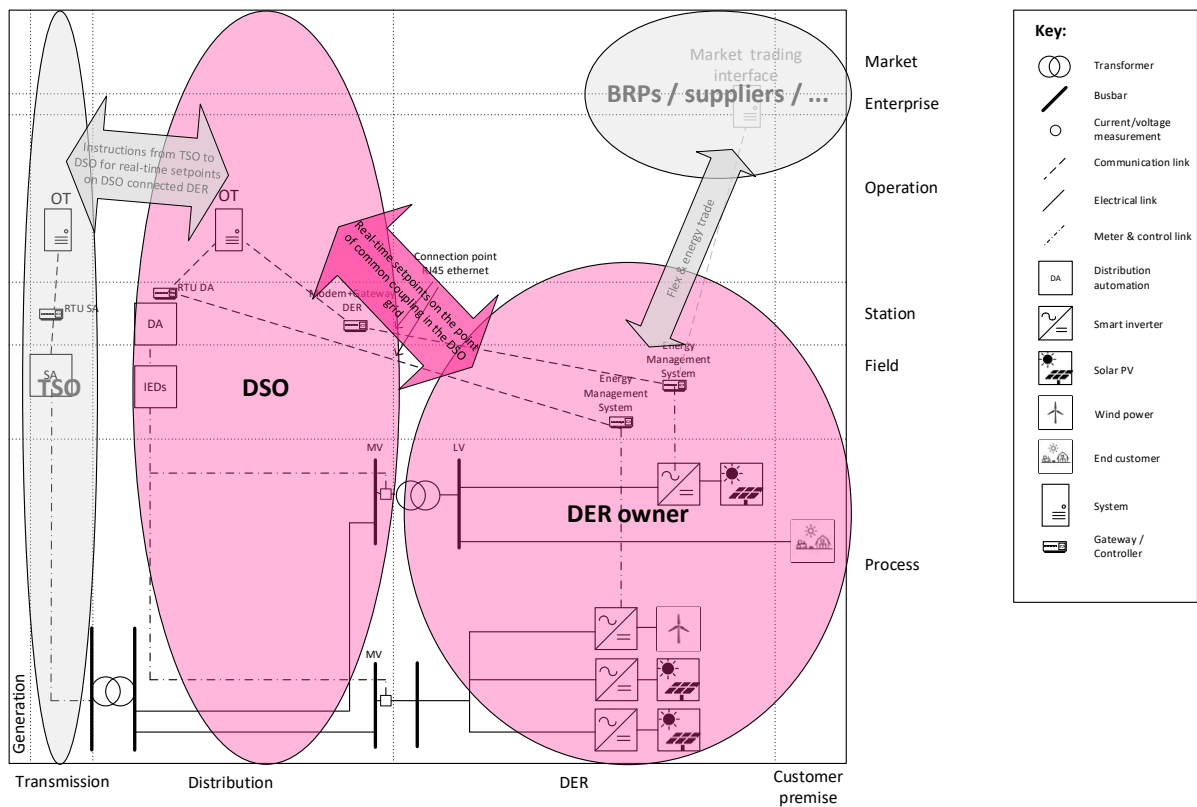 Market trading
interface
BRPs / suppliers / ...
Instructions from TSO to
DSO for real-time setpoints
on DSO connected DER
OT
OT
Flex & energy trade
Real-time setpoints on the point
of common coupling in the DSO
grid
Connection point
RJ45 ethernet
RTU DA
Modem+Gateway
DER
RTU SA
DA
SA
TSO
IEDs
DSO
Energy
Management
System
Energy
Management
System
MV
LV
DER owner
MV
Generation
Transmission
Distribution
DER
Customer
premise
Market
Enterprise
Operation
Station
Field
Process
Key:
Transformer
Busbar
Current/voltage
measurement
Communication link
Electrical link
Meter & control link
DA
Distribution
automation
Smart inverter
Solar PV
Wind power
End customer
System
Gateway /
Controller